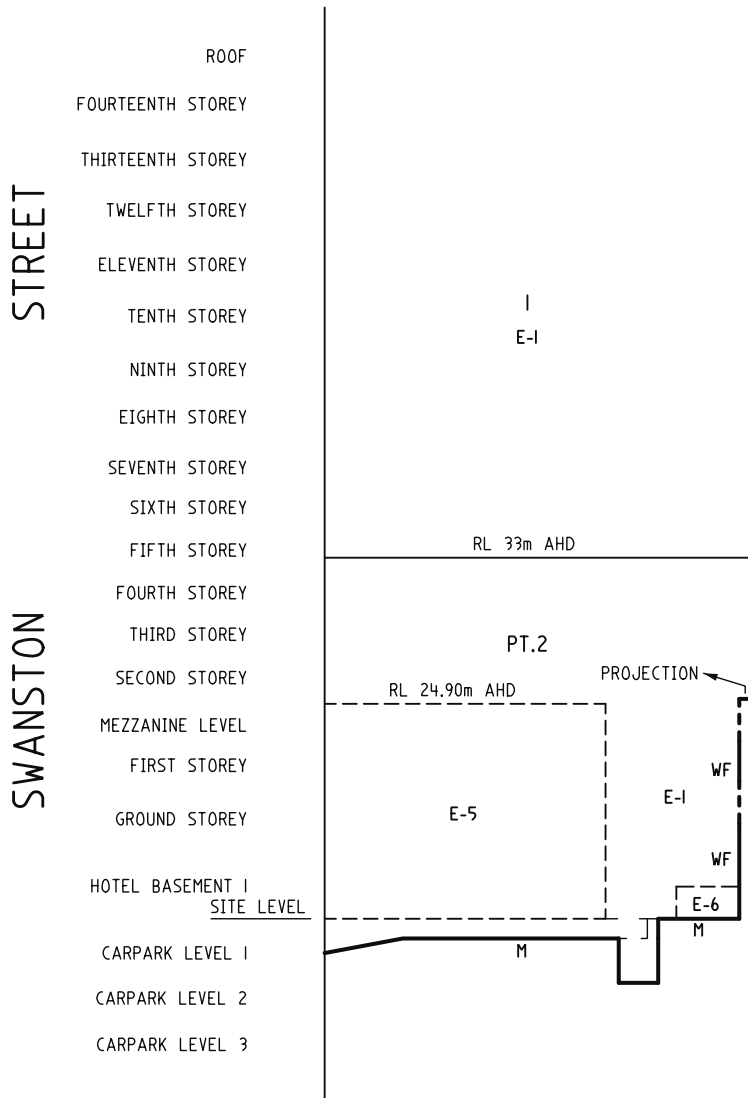 ROOF
FOURTEENTH STOREY
THIRTEENTH STOREY
STREET
TWELFTH STOREY
ELEVENTH STOREY
1
TENTH STOREY
E-1
NINTH STOREY
EIGHTH STOREY
SEVENTH STOREY
SIXTH STOREY
FIFTH STOREY
RL 33m AHD
FOURTH STOREY
SWANSTON
THIRD STOREY
PT.2
SECOND STOREY
PROJECTION
RL 24.90m AHD
MEZZANINE LEVEL
FIRST STOREY
WF
E-1
GROUND STOREY
E-5
WF
HOTEL BASEMENT 1
SITE LEVEL
E-6
M
CARPARK LEVEL 1
M
CARPARK LEVEL 2
CARPARK LEVEL 3